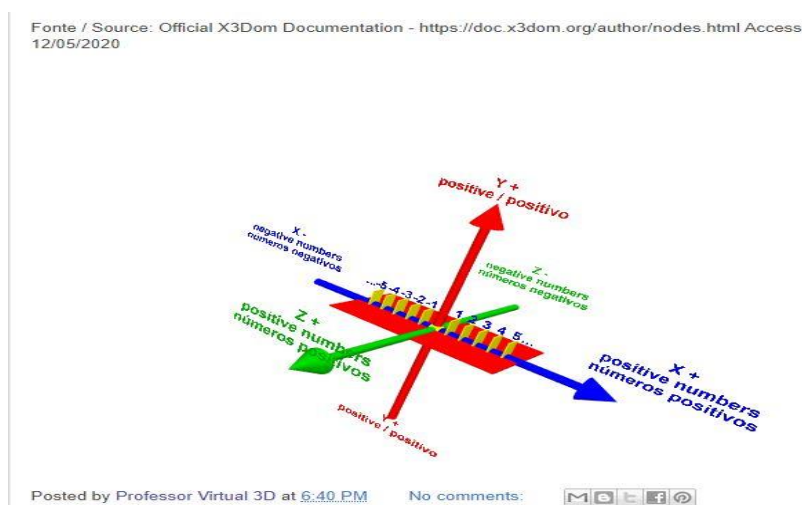 Fonte / Source: Official X3Dom Documentation - https://doc.x3dom.org/author/nodes.html Access
12/05/2020
Y +
positive / positivo
X -
negative numbers
números negativos
Z -
negative numbers
números negativos
...-5-4-3-2-1 1 2 3 4 5...
Z +
positive numbers
números positivos
X +
positive numbers
números positivos
Y +
positive / positivo
Posted by Professor Virtual 3D at 6:40 PM No comments: